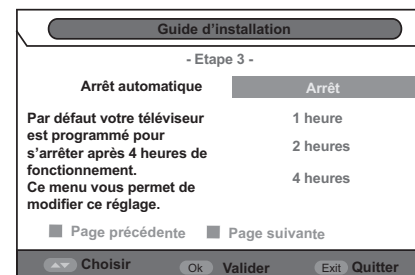 Guide d'installation
- Etape 3 -
Arrêt automatique
Arrêt
Par défaut votre téléviseur
est programmé pour
s'arrêter après 4 heures de
fonctionnement.
Ce menu vous permet de
modifier ce réglage.
1 heure
2 heures
4 heures
Page précédente Page suivante
Choisir Ok Valider Exit Quitter